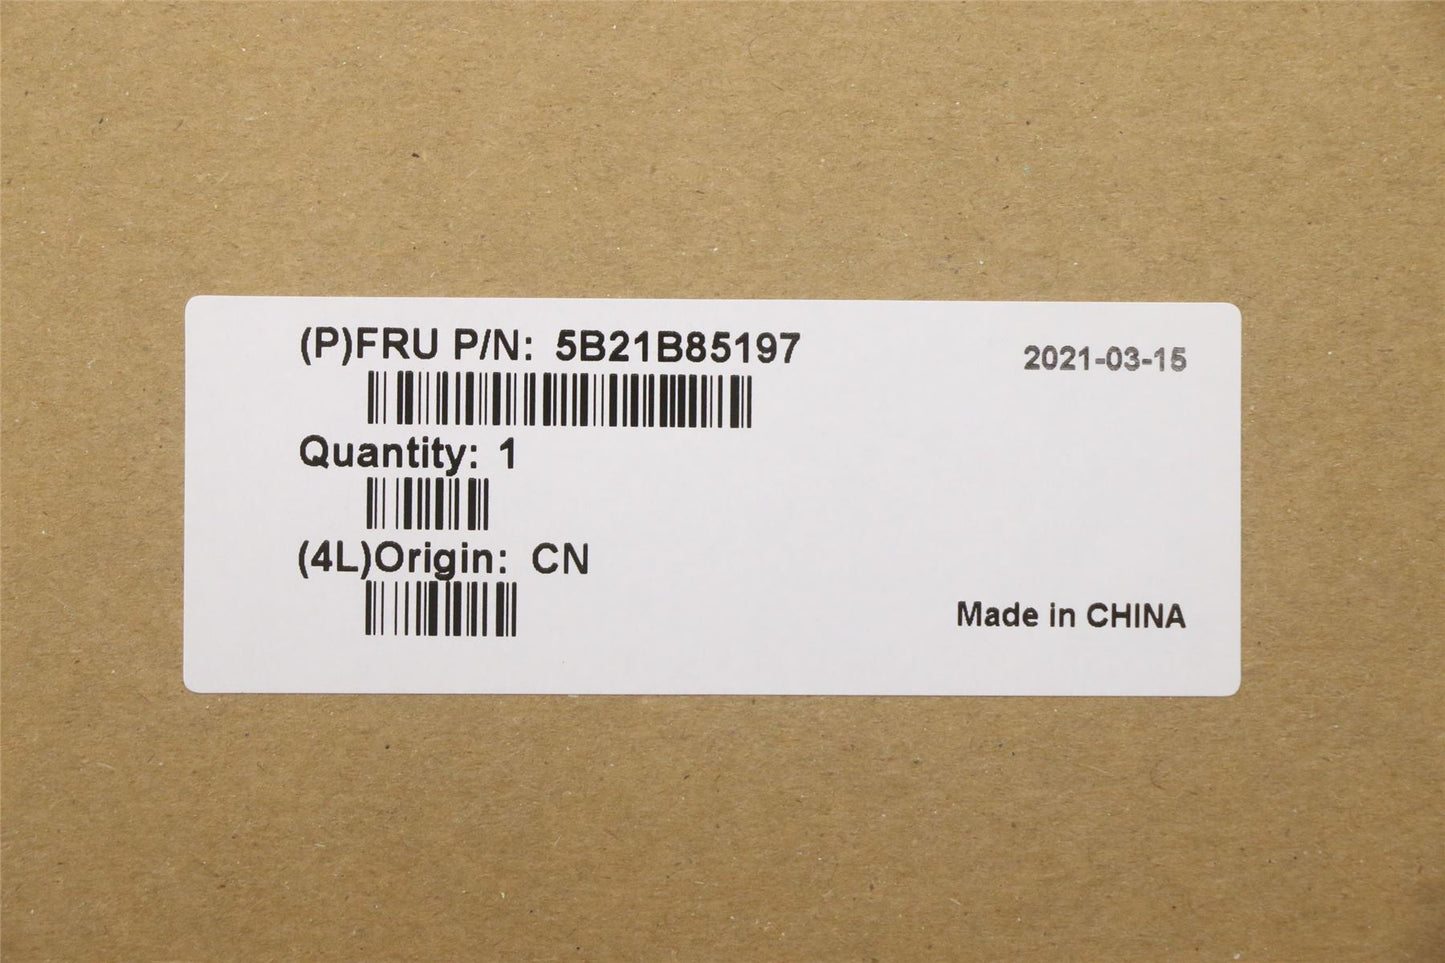 (P)FRU P/N: 5B21B85197
2021-03-15
Quantity: 1
(4L)Origin: CN
Made in CHINA